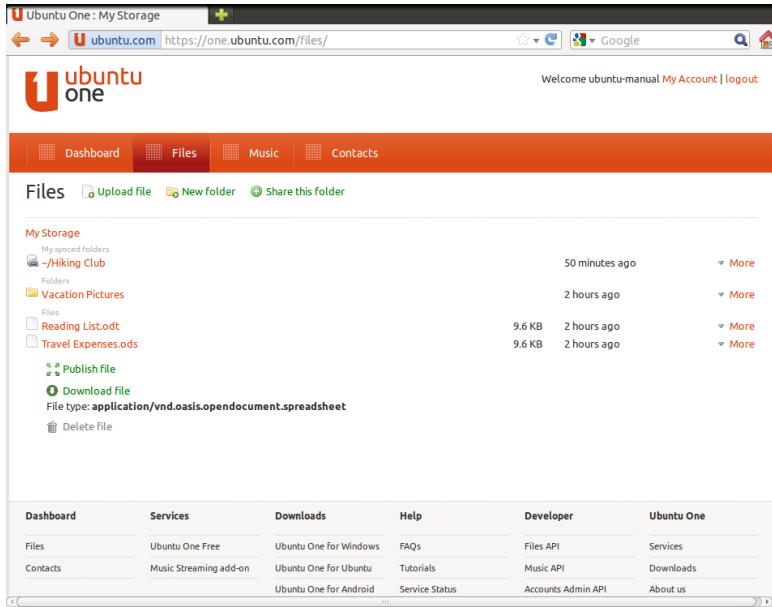 Ubuntu One : My Storage
ubuntu.com https://one.ubuntu.com/files/ Google
ubuntu
one
Welcome ubuntu-manual My Account | logout
Dashboard Files Music Contacts
Files Upload file New folder Share this folder
My Storage
My synced folders
~/Hiking Club 50 minutes ago More
Folders
Vacation Pictures 2 hours ago More
Files
Reading List.odt 9.6 KB 2 hours ago More
Travel Expenses.ods 9.6 KB 2 hours ago More
Publish file
Download file
File type: application/vnd.oasis.opendocument.spreadsheet
Delete file
Dashboard Services Downloads Help Developer Ubuntu One
Files Ubuntu One Free Ubuntu One for Windows FAQs Files API Services
Contacts Music Streaming add-on Ubuntu One for Ubuntu Tutorials Music API Downloads
Ubuntu One for Android Service Status Accounts Admin API About us